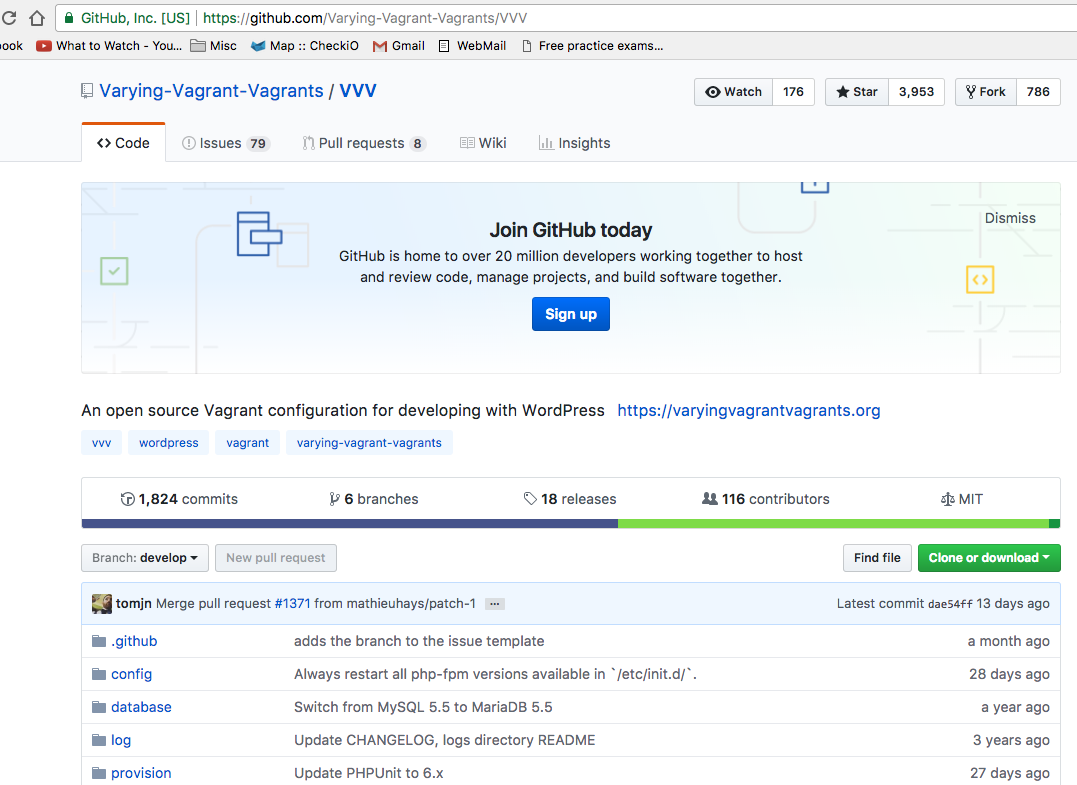 GitHub, Inc. [US] | https://github.com/Varying-Vagrant-Vagrants/VVV
ook What to Watch - You... Misc Map :: CheckiO Gmail WebMail Free practice exams...
Varying-Vagrant-Vagrants / VVV Watch 176 Star 3,953 Fork 786
Code Issues 79 Pull requests 8 Wiki Insights
Dismiss
Join GitHub today
GitHub is home to over 20 million developers working together to host
and review code, manage projects, and build software together.
Sign up
An open source Vagrant configuration for developing with WordPress https://varyingvagrantvagrants.org
vvv wordpress vagrant varying-vagrant-vagrants
1,824 commits 6 branches 18 releases 116 contributors MIT
Branch: develop New pull request Find file Clone or download
tomjn Merge pull request #1371 from mathieuhays/patch-1 ... Latest commit dae54ff 13 days ago
.github adds the branch to the issue template a month ago
config Always restart all php-fpm versions available in `/etc/init.d/`. 28 days ago
database Switch from MySQL 5.5 to MariaDB 5.5 a year ago
log Update CHANGELOG, logs directory README 3 years ago
provision Update PHPUnit to 6.x 27 days ago